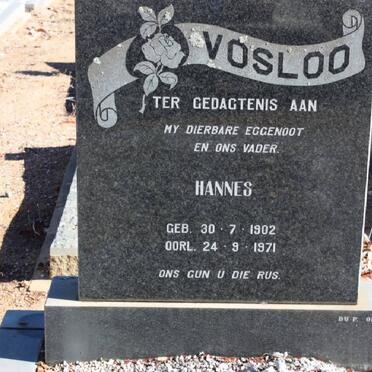 VOSLOO
TER GEDAGTENIS AAN
MY DIERBARE EGGENOOT
EN ONS VADER.
HANNES
GEB. 30 · 7 · 1902
OORL. 24 · 9 · 1971
ONS GUN U DIE RUS.
DU P.